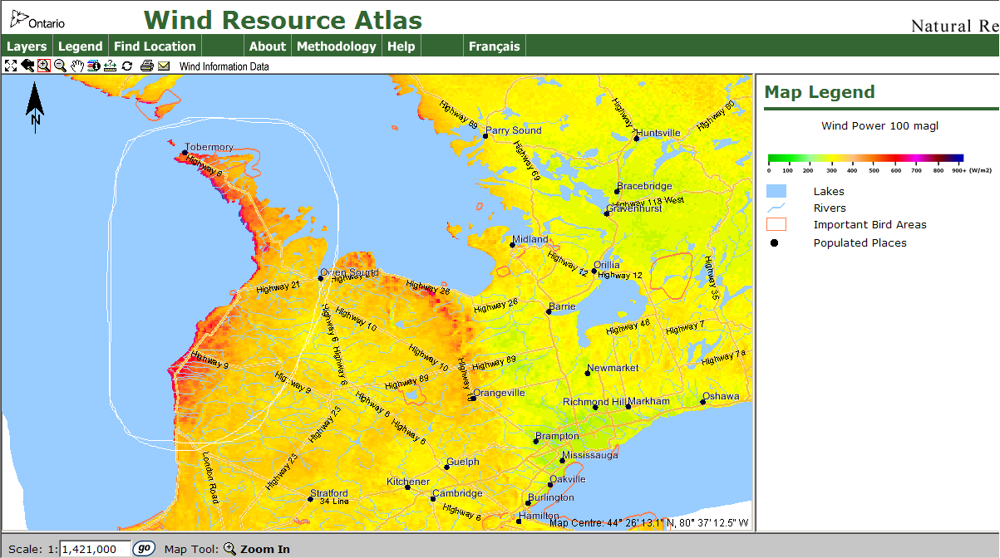 Ontario
Wind Resource Atlas
Natural Re
Layers Legend Find Location About Methodology Help Français
Wind Information Data
N
Tobermory
Highway 6
Highway 69
Parry Sound
Highway 69
Huntsville
Highway 60
Bracebridge
Highway 118 West
Gravenhurst
Midland
Highway 12
Orillia
Highway 12
Highway 35
Owen Sound
Highway 21
Highway 26
Highway 26
Barrie
Highway 6
Highway 10
Highway 48
Highway 7
Highway 9
Highway 6
Highway 10
Highway 89
Highway 7a
Newmarket
Highway 9
Highway 89
Orangeville
Richmond Hill
Markham
Oshawa
Highway 6
Highway 23
Highway 6
Brampton
Mississauga
London Road
Highway 23
Guelph
Kitchener
Oakville
Stratford
34 Line
Cambridge
Burlington
Highway 6
Hamilton
Map Centre: 44° 26' 13.1" N, 80° 37' 12.5" W
Map Legend
Wind Power 100 magl
0 100 200 300 400 500 600 700 800 900+ (W/m2)
Lakes
Rivers
Important Bird Areas
Populated Places
Scale: 1: 1,421,000 go Map Tool: Zoom In